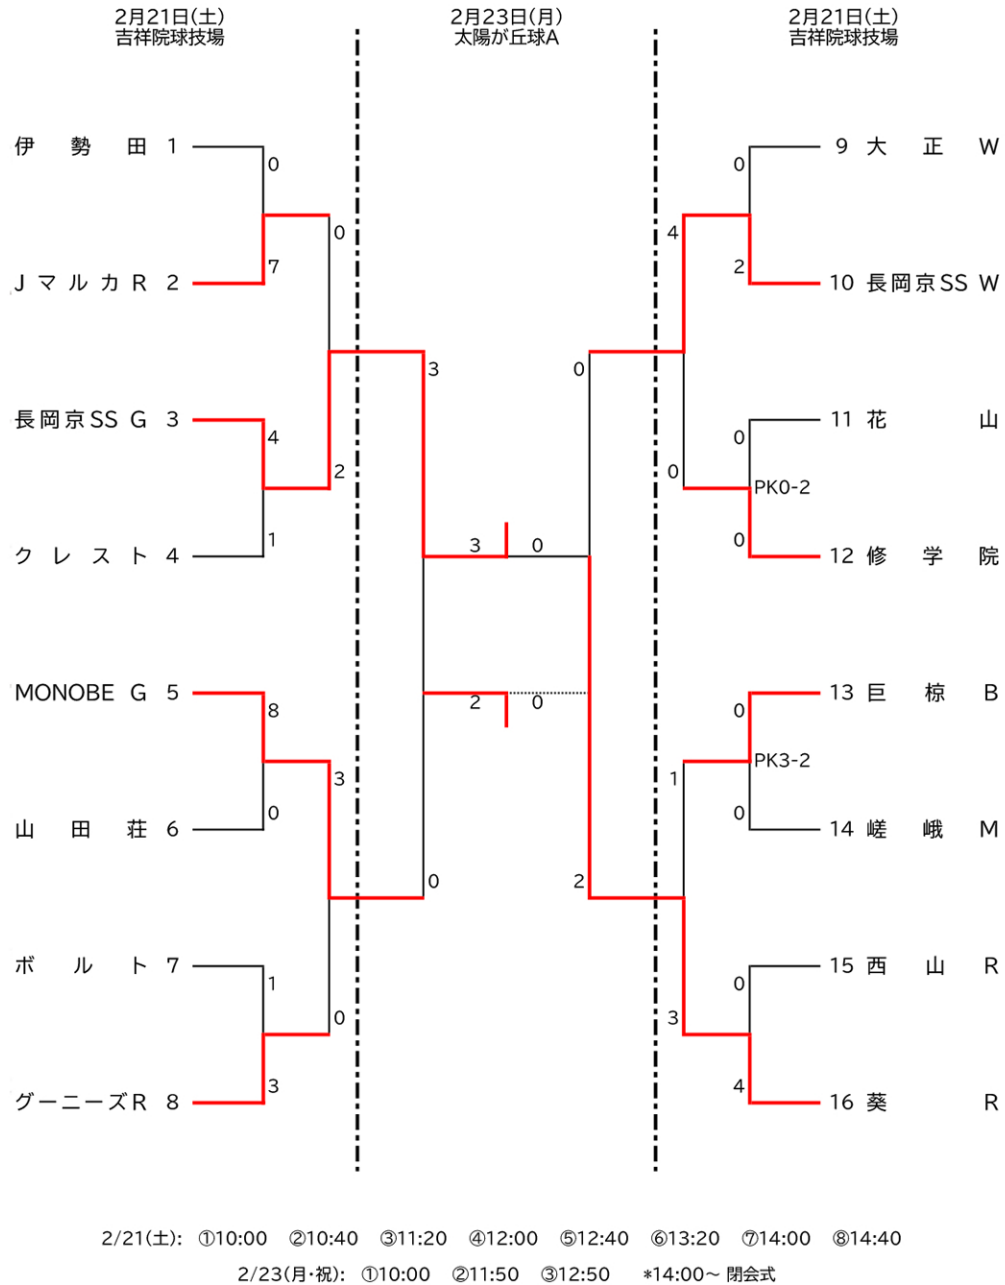 2月21日(土)
吉祥院球技場
2月23日(月)
太陽が丘球A
2月21日(土)
吉祥院球技場
伊勢田 1
0
0
7
JマルカR 2
長岡京SS G 3
4
2
1
クレスト 4
3
MONOBE G 5
8
3
0
山田荘 6
0
ボルト 7
1
0
3
グーニーズR 8
3 0
2 0
0
2
9 大正W
0
4
2
10 長岡京SS W
11 花山
0
0
PK0-2
0
12 修学院
13 巨椋B
0
PK3-2
1
0
14 嵯峨M
15 西山R
0
3
4
16 葵R
2/21(土): ①10:00 ②10:40 ③11:20 ④12:00 ⑤12:40 ⑥13:20 ⑦14:00 ⑧14:40
2/23(月・祝): ①10:00 ②11:50 ③12:50 *14:00~ 閉会式